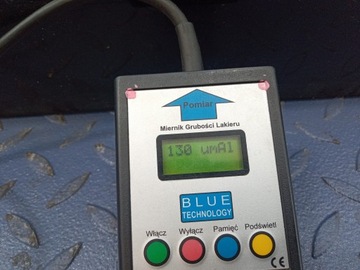 Pomiar
Miernik Grubości Lakieru
130 umAl
BLUE
TECHNOLOGY
Włącz Wyłącz Pamięć Podświetl
CE